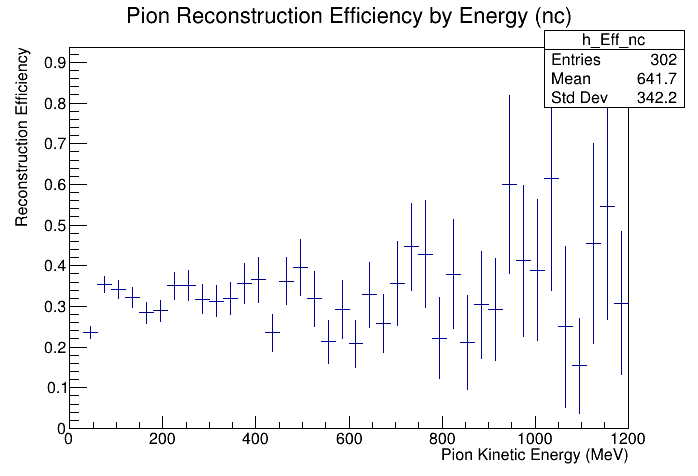 Pion Reconstruction Efficiency by Energy (nc)
h_Eff_nc
Entries 302
Mean 641.7
Std Dev 342.2
Reconstruction Efficiency
0.9
0.8
0.7
0.6
0.5
0.4
0.3
0.2
0.1
0
0 200 400 600 800 1000 1200
Pion Kinetic Energy (MeV)